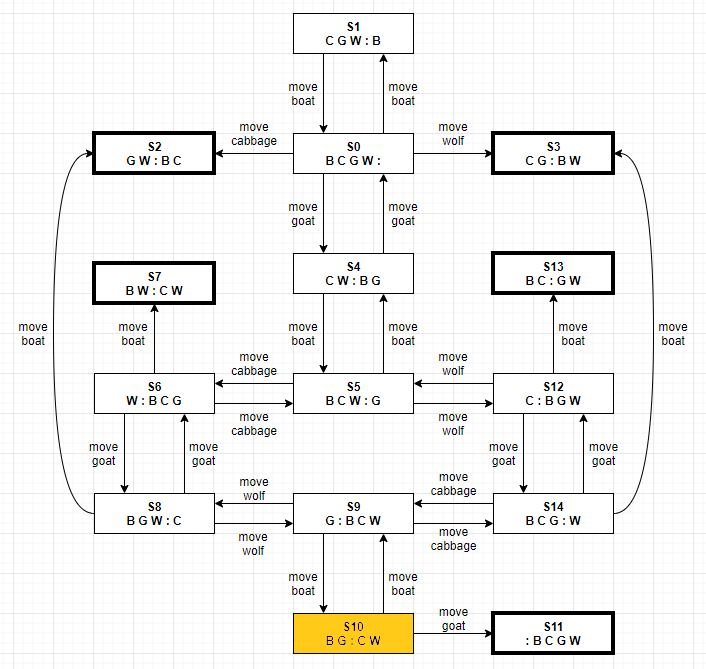 S1
C G W : B
move
boat
move
boat
S2
G W : B C
move
cabbage
S0
B C G W :
move
wolf
S3
C G : B W
move
goat
move
goat
S7
B W : C W
S4
C W : B G
S13
B C : G W
move
boat
move
boat
move
boat
move
boat
move
boat
move
boat
move
cabbage
move
wolf
S6
W : B C G
S5
B C W : G
S12
C : B G W
move
cabbage
move
wolf
move
goat
move
goat
move
goat
move
goat
move
wolf
move
cabbage
S8
B G W : C
S9
G : B C W
S14
B C G : W
move
wolf
move
cabbage
move
boat
move
boat
S10
B G : C W
move
goat
S11
: B C G W